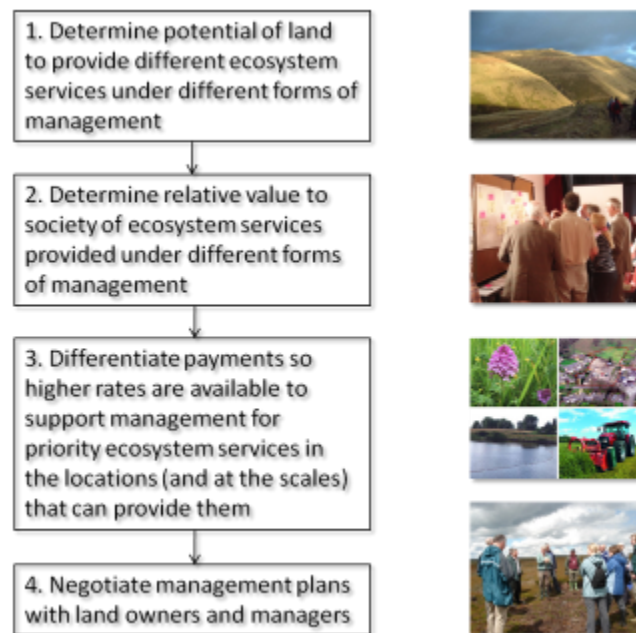 1. Determine potential of land
to provide different ecosystem
services under different forms of
management
2. Determine relative value to
society of ecosystem services
provided under different forms
of management
3. Differentiate payments so
higher rates are available to
support management for
priority ecosystem services in
the locations (and at the scales)
that can provide them
4. Negotiate management plans
with land owners and managers